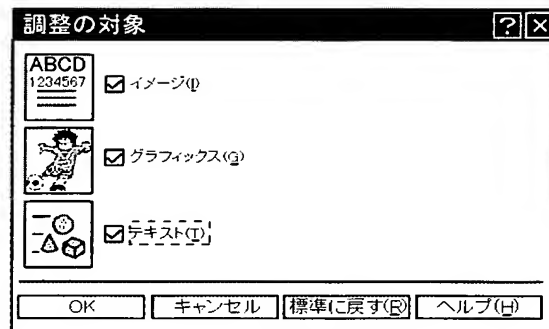 調整の対象 ? ×
ABCD
1234567
イメージ(I)
グラフィックス(G)
テキスト(T)
OK キャンセル 標準に戻す(R) ヘルプ(H)